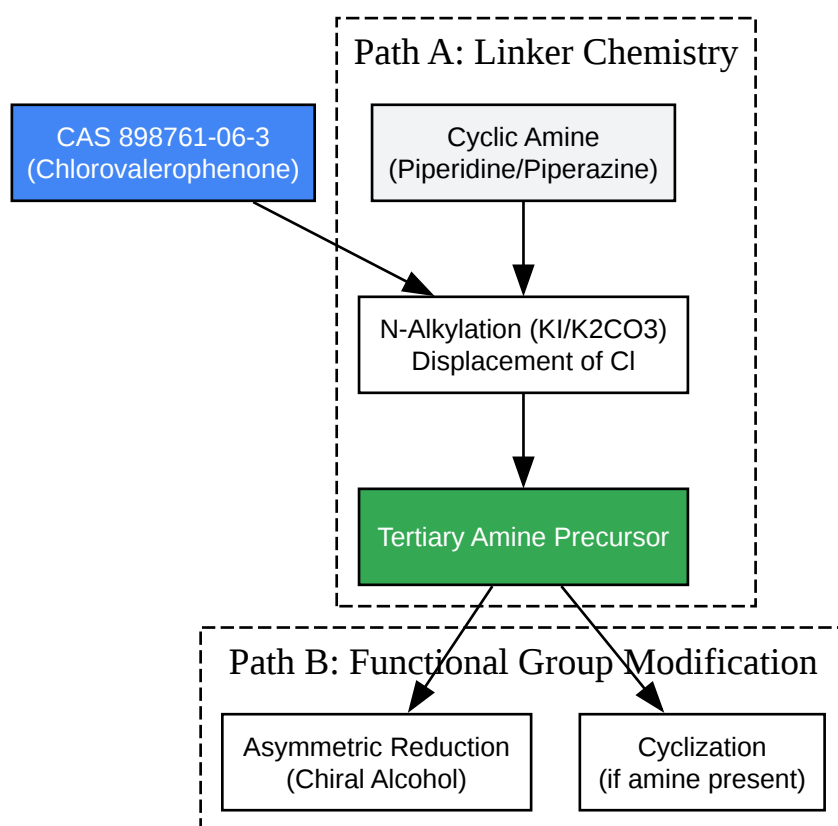 Path A: Linker Chemistry
CAS 898761-06-3
(Chlorovalerophenone)
Cyclic Amine
(Piperidine/Piperazine)
N-Alkylation (KI/K2CO3)
Displacement of Cl
Tertiary Amine Precursor
Path B: Functional Group Modification
Asymmetric Reduction
(Chiral Alcohol)
Cyclization
(if amine present)